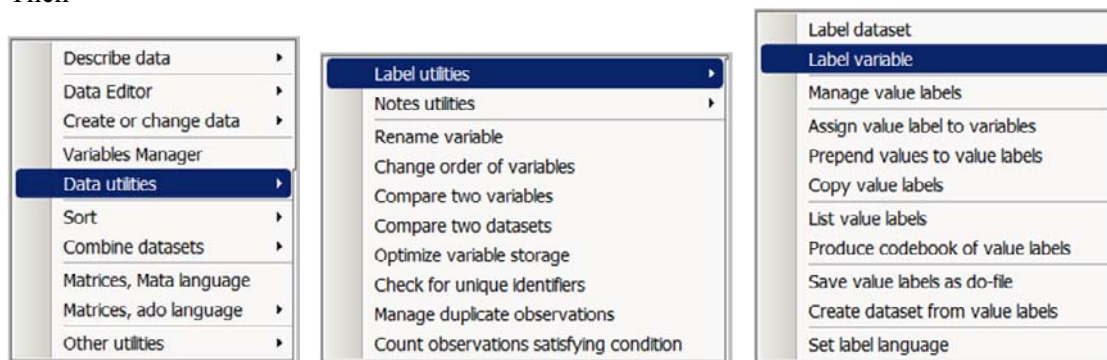 Then
Describe data
Data Editor
Create or change data
Variables Manager
Data utilities
Sort
Combine datasets
Matrices, Mata language
Matrices, ado language
Other utilities
Label utilities
Notes utilities
Rename variable
Change order of variables
Compare two variables
Compare two datasets
Optimize variable storage
Check for unique identifiers
Manage duplicate observations
Count observations satisfying condition
Label dataset
Label variable
Manage value labels
Assign value label to variables
Prepend values to value labels
Copy value labels
List value labels
Produce codebook of value labels
Save value labels as do-file
Create dataset from value labels
Set label language